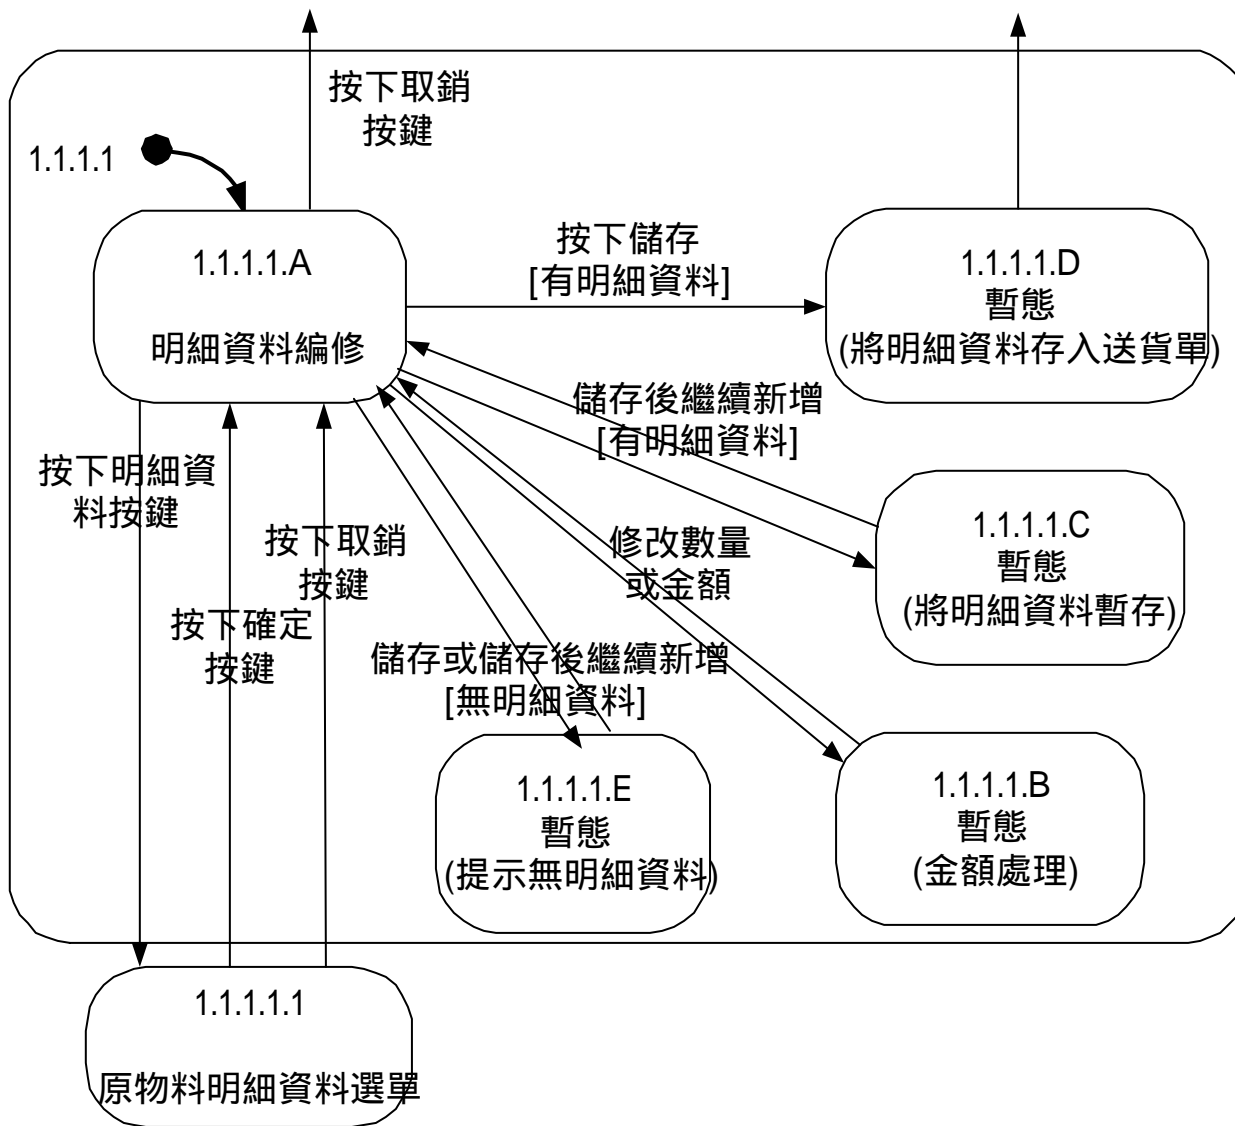 按下取銷
按鍵
1.1.1.1
1.1.1.1.A
明細資料編修
按下儲存
[有明細資料]
1.1.1.1.D
暫態
(將明細資料存入送貨單)
儲存後繼續新增
[有明細資料]
按下明細資
料按鍵
1.1.1.1.C
暫態
(將明細資料暫存)
按下取銷
按鍵
修改數量
或金額
按下確定
按鍵
儲存或儲存後繼續新增
[無明細資料]
1.1.1.1.E
暫態
(提示無明細資料)
1.1.1.1.B
暫態
(金額處理)
1.1.1.1.1
原物料明細資料選單